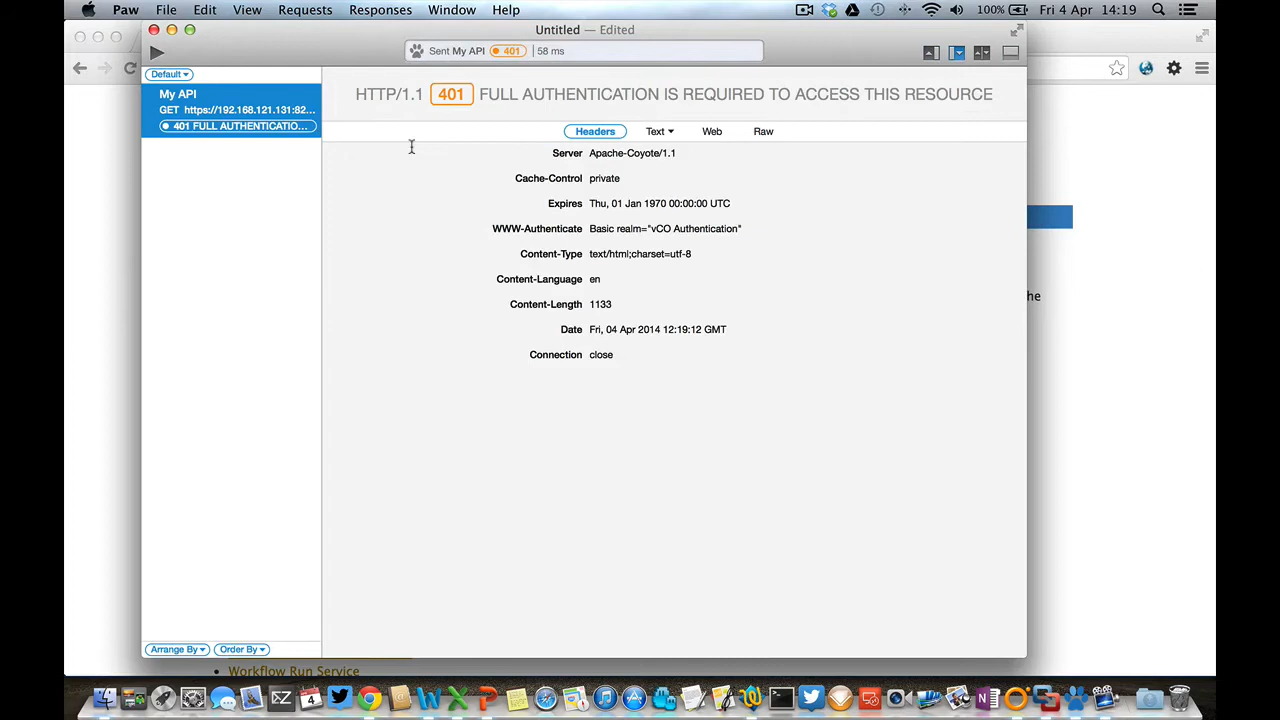 Paw File Edit View Requests Responses Window Help 100% Fri 4 Apr 14:19
Untitled — Edited
Sent My API 401 58 ms
Default
My API
GET https://192.168.121.131:82...
401 FULL AUTHENTICATIO...
HTTP/1.1 401 FULL AUTHENTICATION IS REQUIRED TO ACCESS THIS RESOURCE
Headers Text Web Raw
Server Apache-Coyote/1.1
Cache-Control private
Expires Thu, 01 Jan 1970 00:00:00 UTC
WWW-Authenticate Basic realm="vCO Authentication"
Content-Type text/html;charset=utf-8
Content-Language en
Content-Length 1133
Date Fri, 04 Apr 2014 12:19:12 GMT
Connection close
he
Arrange By Order By
Workflow Run Service